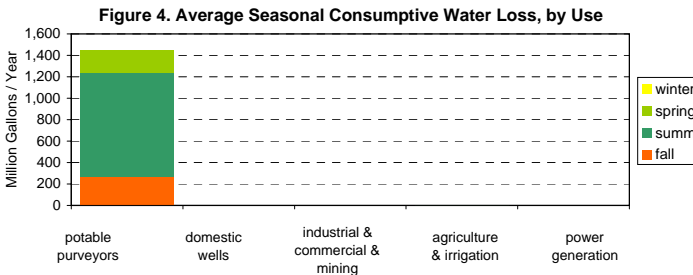 Figure 4. Average Seasonal Consumptive Water Loss, by Use
Million Gallons / Year
1,600
1,400
1,200
1,000
800
600
400
200
0
potable
purveyors
domestic
wells
industrial &
commercial &
mining
agriculture
& irrigation
power
generation
winter
spring
summ
fall